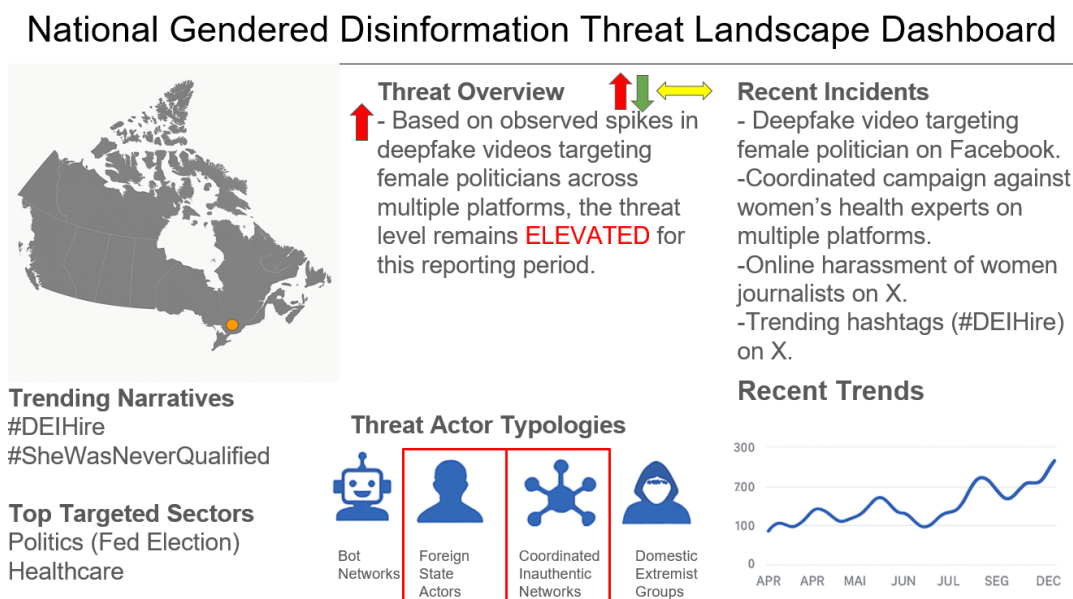 National Gendered Disinformation Threat Landscape Dashboard
Threat Overview
- Based on observed spikes in
deepfake videos targeting
female politicians across
multiple platforms, the threat
level remains ELEVATED for
this reporting period.
Recent Incidents
- Deepfake video targeting
female politician on Facebook.
-Coordinated campaign against
women’s health experts on
multiple platforms.
-Online harassment of women
journalists on X.
-Trending hashtags (#DEIHire)
on X.
Trending Narratives
#DEIHire
#SheWasNeverQualified
Top Targeted Sectors
Politics (Fed Election)
Healthcare
Threat Actor Typologies
Bot
Networks
Foreign
State
Actors
Coordinated
Inauthentic
Networks
Domestic
Extremist
Groups
Recent Trends
300
700
100
0
APR APR MAI JUN JUL SEG DEC